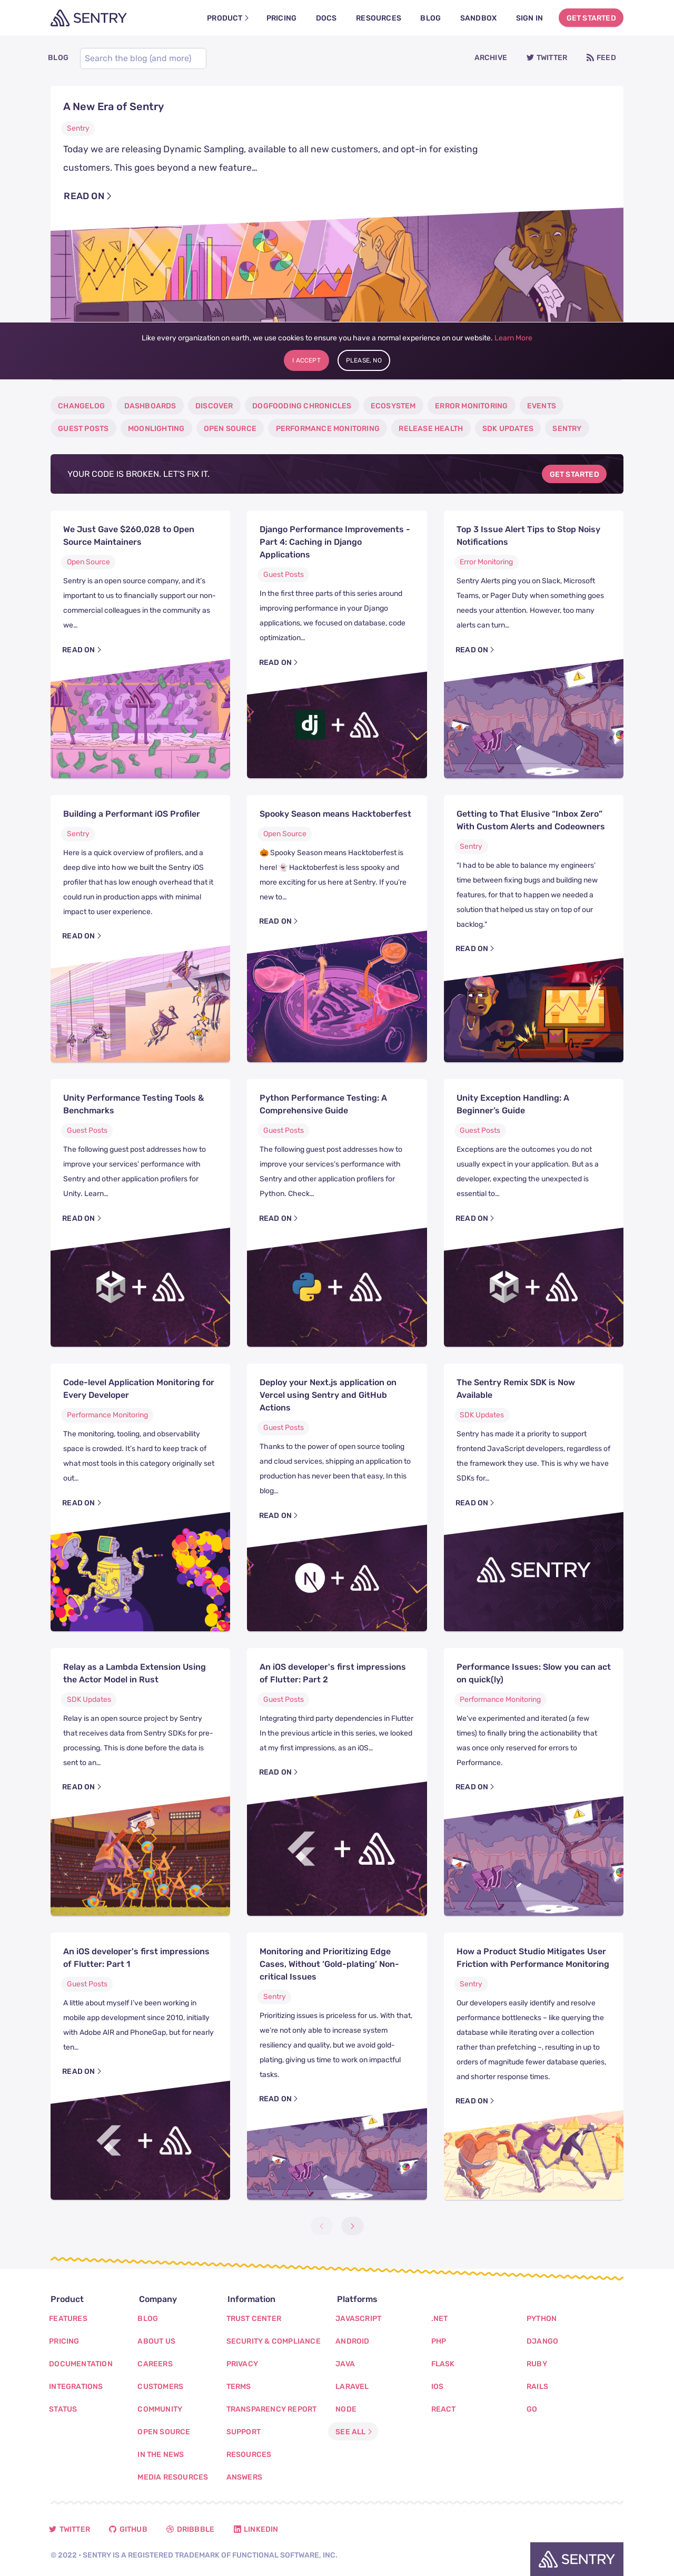 SENTRY
PRODUCT
PRICING
DOCS
RESOURCES
BLOG
SANDBOX
SIGN IN
GET STARTED
BLOG
Search the blog (and more)
ARCHIVE
TWITTER
FEED
A New Era of Sentry
Sentry
Today we are releasing Dynamic Sampling, available to all new customers, and opt-in for existing
customers. This goes beyond a new feature…
READ ON
Like every organization on earth, we use cookies to ensure you have a normal experience on our website. Learn More
I ACCEPT
PLEASE, NO
CHANGELOG
DASHBOARDS
DISCOVER
DOGFOODING CHRONICLES
ECOSYSTEM
ERROR MONITORING
EVENTS
GUEST POSTS
MOONLIGHTING
OPEN SOURCE
PERFORMANCE MONITORING
RELEASE HEALTH
SDK UPDATES
SENTRY
YOUR CODE IS BROKEN. LET'S FIX IT.
GET STARTED
We Just Gave $260,028 to Open
Source Maintainers
Open Source
Sentry is an open source company, and it's
important to us to financially support our non-
commercial colleagues in the community as
we…
READ ON
Django Performance Improvements -
Part 4: Caching in Django
Applications
Guest Posts
In the first three parts of this series around
improving performance in your Django
applications, we focused on database, code
optimization…
READ ON
dj
+
Top 3 Issue Alert Tips to Stop Noisy
Notifications
Error Monitoring
Sentry Alerts ping you on Slack, Microsoft
Teams, or Pager Duty when something goes
needs your attention. However, too many
alerts can turn…
READ ON
Building a Performant iOS Profiler
Sentry
Here is a quick overview of profilers, and a
deep dive into how we built the Sentry iOS
profiler that has low enough overhead that it
could run in production apps with minimal
impact to user experience.
READ ON
Spooky Season means Hacktoberfest
Open Source
🎃 Spooky Season means Hacktoberfest is
here! 👻 Hacktoberfest is less spooky and
more exciting for us here at Sentry. If you're
new to…
READ ON
Getting to That Elusive “Inbox Zero”
With Custom Alerts and Codeowners
Sentry
"I had to be able to balance my engineers'
time between fixing bugs and building new
features, for that to happen we needed a
solution that helped us stay on top of our
backlog."
READ ON
Unity Performance Testing Tools &
Benchmarks
Guest Posts
The following guest post addresses how to
improve your services' performance with
Sentry and other application profilers for
Unity. Learn…
READ ON
+
Python Performance Testing: A
Comprehensive Guide
Guest Posts
The following guest post addresses how to
improve your services's performance with
Sentry and other application profilers for
Python. Check…
READ ON
+
Unity Exception Handling: A
Beginner's Guide
Guest Posts
Exceptions are the outcomes you do not
usually expect in your application. But as a
developer, expecting the unexpected is
essential to…
READ ON
+
Code-level Application Monitoring for
Every Developer
Performance Monitoring
The monitoring, tooling, and observability
space is crowded. It's hard to keep track of
what most tools in this category originally set
out…
READ ON
Deploy your Next.js application on
Vercel using Sentry and GitHub
Actions
Guest Posts
Thanks to the power of open source tooling
and cloud services, shipping an application to
production has never been that easy. In this
blog…
READ ON
N +
The Sentry Remix SDK is Now
Available
SDK Updates
Sentry has made it a priority to support
frontend JavaScript developers, regardless of
the framework they use. This is why we have
SDKs for…
READ ON
SENTRY
Relay as a Lambda Extension Using
the Actor Model in Rust
SDK Updates
Relay is an open source project by Sentry
that receives data from Sentry SDKs for pre-
processing. This is done before the data is
sent to an…
READ ON
An iOS developer's first impressions
of Flutter: Part 2
Guest Posts
Integrating third party dependencies in Flutter
In the previous article in this series, we looked
at my first impressions, as an iOS…
READ ON
+
Performance Issues: Slow you can act
on quick(ly)
Performance Monitoring
We've experimented and iterated (a few
times) to finally bring the actionability that
was once only reserved for errors to
Performance.
READ ON
An iOS developer's first impressions
of Flutter: Part 1
Guest Posts
A little about myself I've been working in
mobile app development since 2010, initially
with Adobe AIR and PhoneGap, but for nearly
ten…
READ ON
+
Monitoring and Prioritizing Edge
Cases, Without ‘Gold-plating’ Non-
critical Issues
Sentry
Prioritizing issues is priceless for us. With that,
we're not only able to increase system
resiliency and quality, but we avoid gold-
plating, giving us time to work on impactful
tasks.
READ ON
How a Product Studio Mitigates User
Friction with Performance Monitoring
Sentry
Our developers easily identify and resolve
performance bottlenecks – like querying the
database while iterating over a collection
rather than prefetching –, resulting in up to
orders of magnitude fewer database queries,
and shorter response times.
READ ON
Product
FEATURES
PRICING
DOCUMENTATION
INTEGRATIONS
STATUS
Company
BLOG
ABOUT US
CAREERS
CUSTOMERS
COMMUNITY
OPEN SOURCE
IN THE NEWS
MEDIA RESOURCES
Information
TRUST CENTER
SECURITY & COMPLIANCE
PRIVACY
TERMS
TRANSPARENCY REPORT
SUPPORT
RESOURCES
ANSWERS
Platforms
JAVASCRIPT
ANDROID
JAVA
LARAVEL
NODE
SEE ALL
.NET
PHP
FLASK
IOS
REACT
PYTHON
DJANGO
RUBY
RAILS
GO
TWITTER
GITHUB
DRIBBBLE
LINKEDIN
© 2022 • SENTRY IS A REGISTERED TRADEMARK OF FUNCTIONAL SOFTWARE, INC.
SENTRY